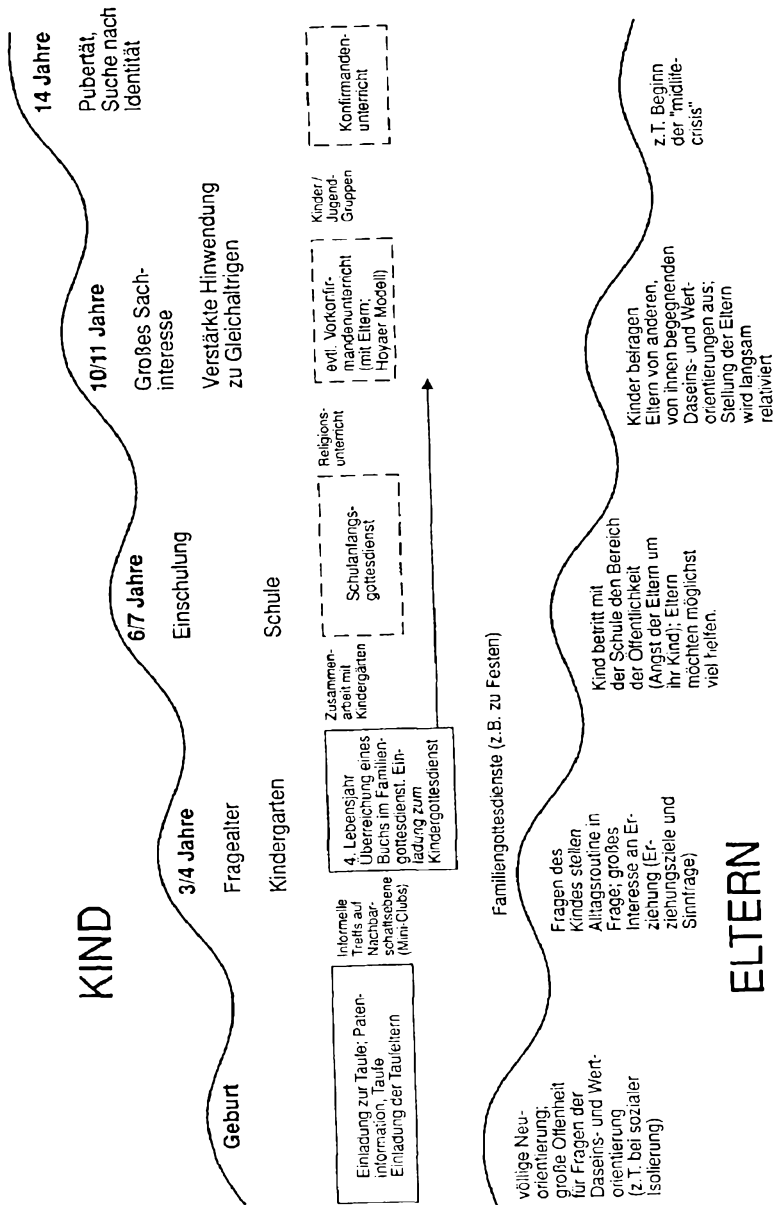 KIND
Geburt
3/4 Jahre
Fragealter
Kindergarten
6/7 Jahre
Einschulung
Schule
10/11 Jahre
Großes Sach-
interesse
Verstärkte Hinwendung
zu Gleichaltrigen
14 Jahre
Pubertät,
Suche nach
Identität
Einladung zur Taufe; Paten-
information, Taufe
Einladung der Taufeltern
Informelle
Treffs auf
Nachbar-
schaftsebene
(Mini-Clubs)
4. Lebensjahr
Überreichung eines
Buchs im Familien-
gottesdienst. Ein-
ladung zum
Kindergottesdienst
Zusammen-
arbeit mit
Kindergärten
Schulanfangs-
gottesdienst
Religions-
unterricht
evtl. Vorkonfir-
mandenunterricht
(mit Eltern;
Hoyaer Modell)
Kinder/
Jugend-
Gruppen
Konfirmanden-
unterricht
Familiengottesdienste (z.B. zu Festen)
völlige Neu-
orientierung;
große Offenheit
für Fragen der
Daseins- und Wert-
orientierung
(z.T. bei sozialer
Isolierung)
Fragen des
Kindes stellen
Alltagsroutine in
Frage; großes
Interesse an Er-
ziehung (Er-
ziehungsziele und
Sinnfrage)
Kind betritt mit
der Schule den Bereich
der Öffentlichkeit
(Angst der Eltern um
ihr Kind); Eltern
möchten möglichst
viel helfen.
Kinder befragen
Eltern von anderen,
von ihnen begegnenden
Daseins- und Wert-
orientierungen aus;
Stellung der Eltern
wird langsam
relativiert
z.T. Beginn
der "midlife-
crisis"
ELTERN